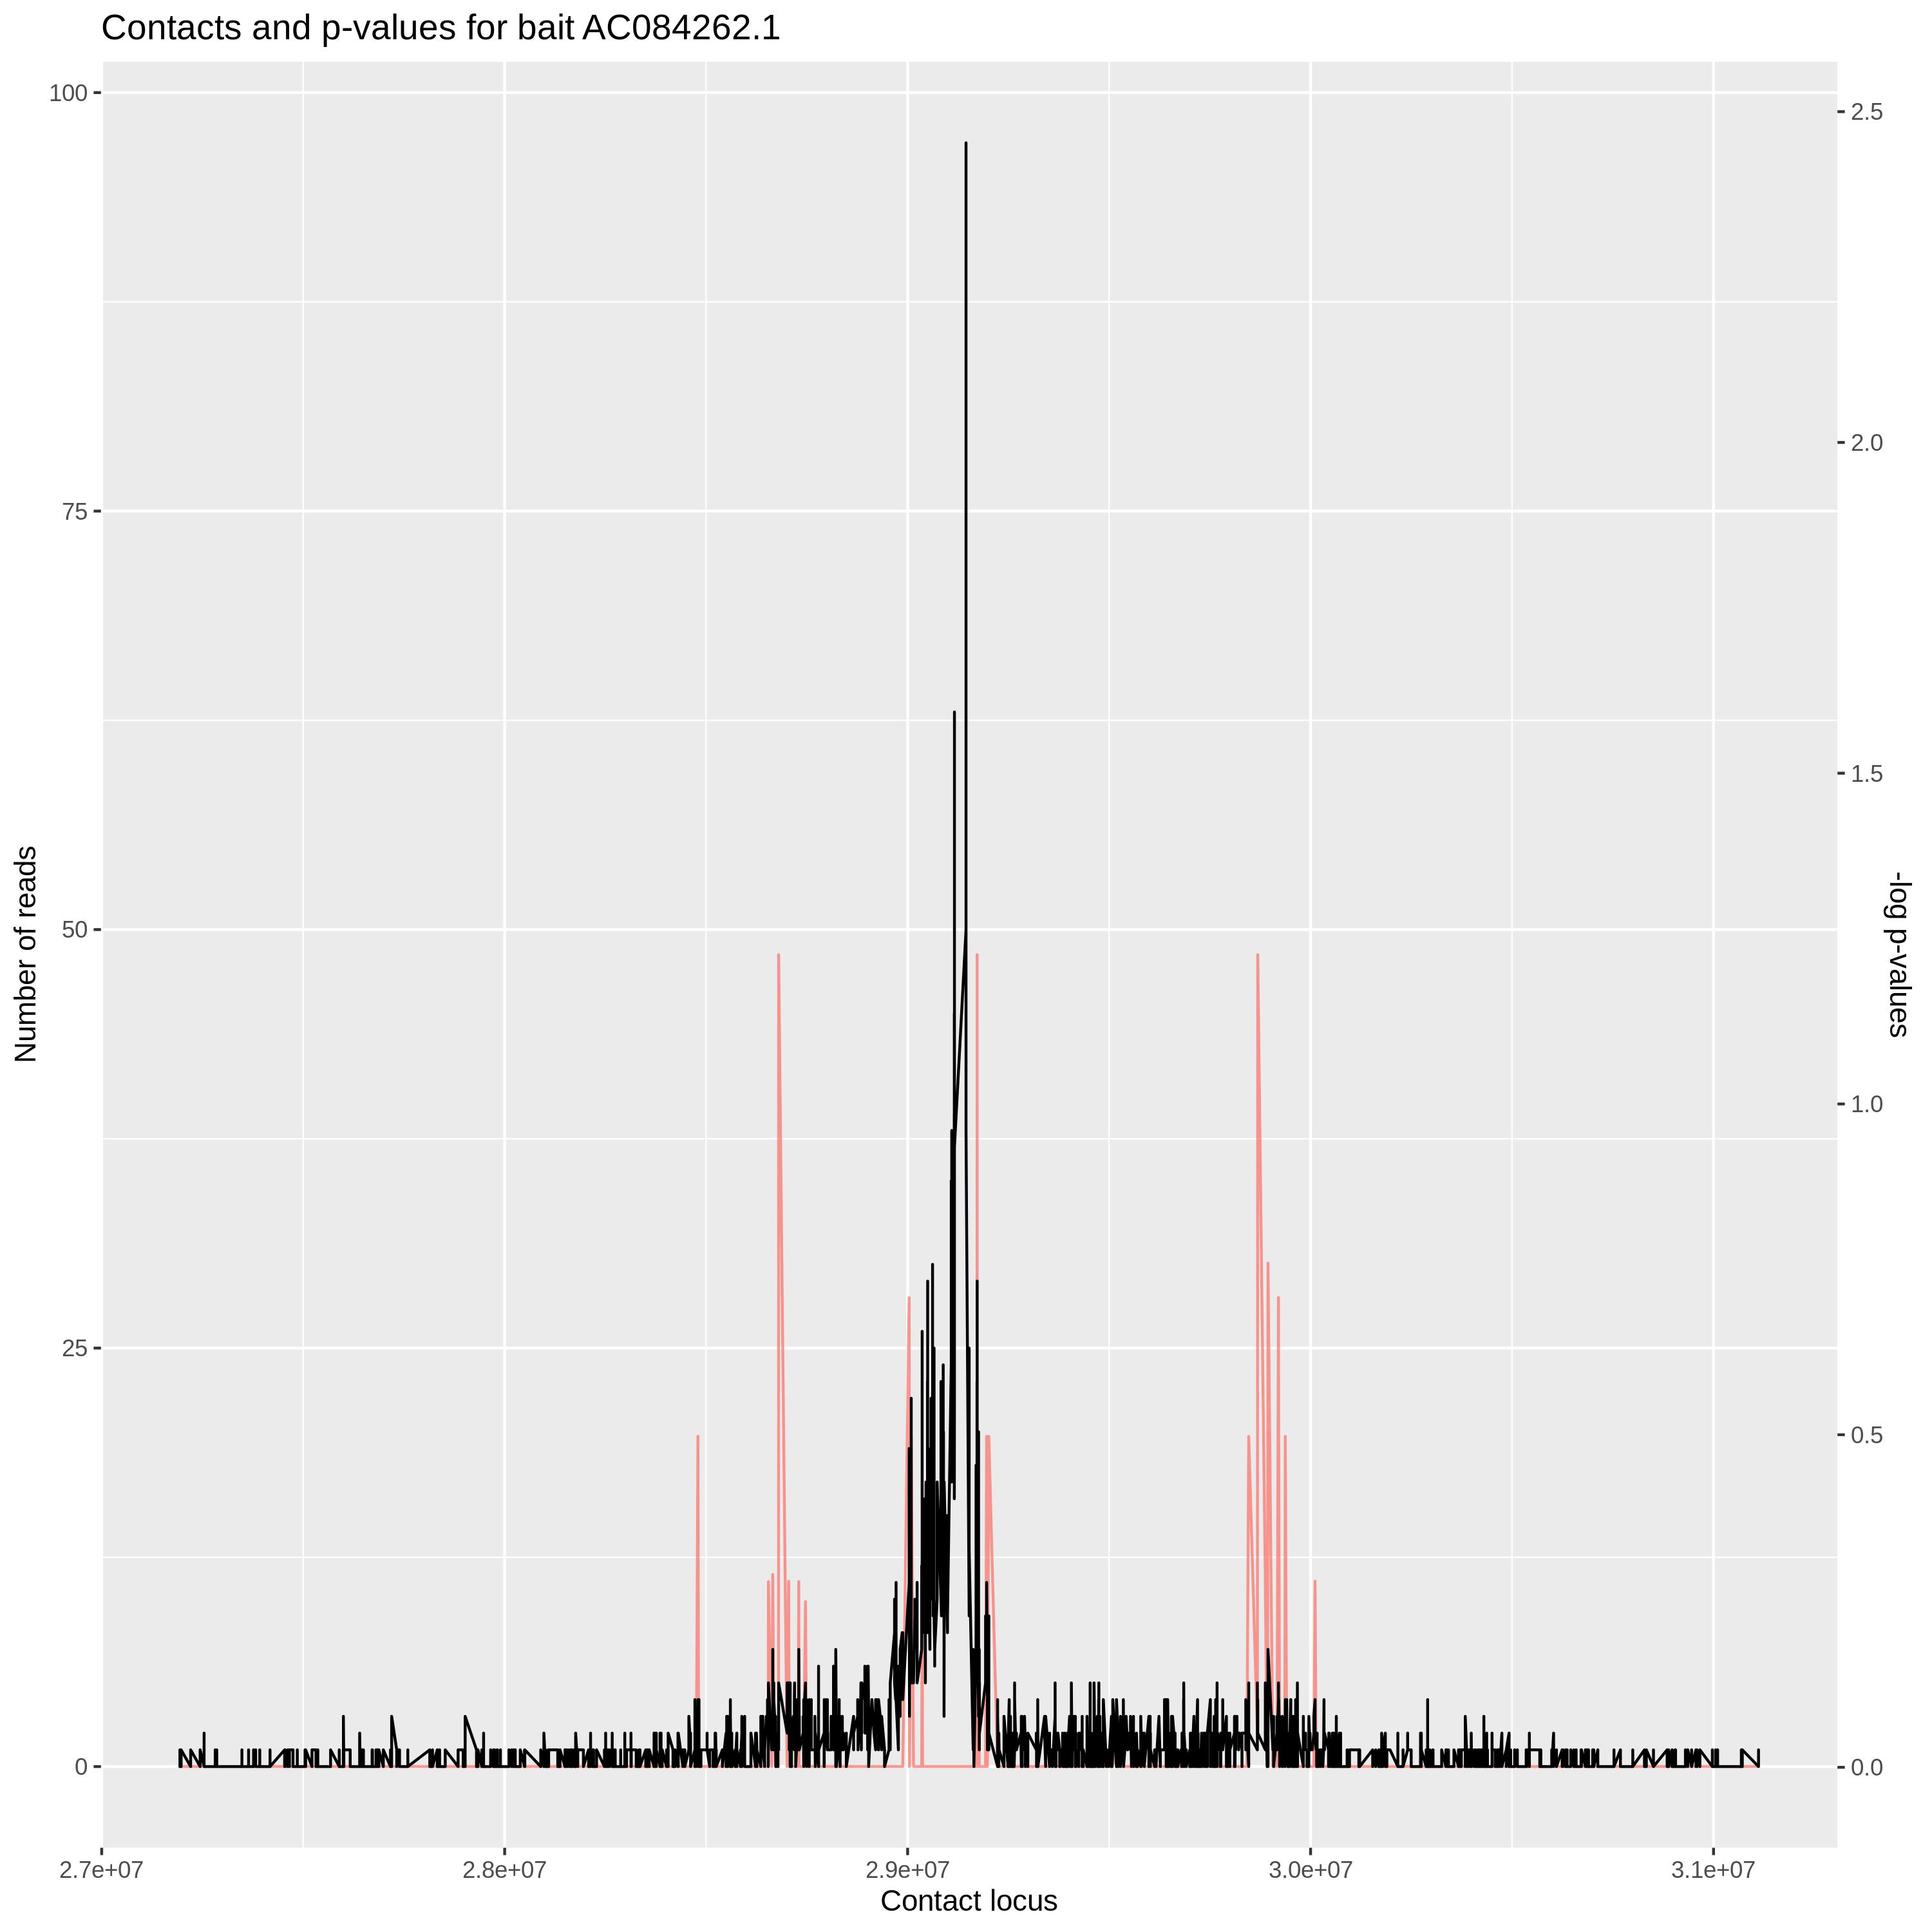 Contacts and p-values for bait AC084262.1
100
75
50
25
0
Number of reads
2.5
2.0
1.5
1.0
0.5
0.0
-log p-values
2.7e+07 2.8e+07 2.9e+07 3.0e+07 3.1e+07
Contact locus